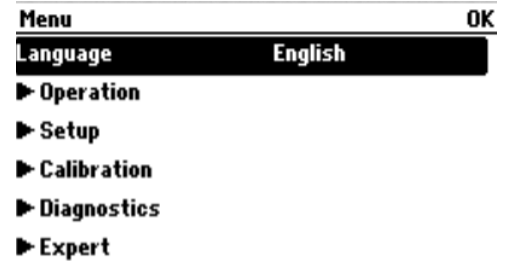 Menu OK
Language English
Operation
Setup
Calibration
Diagnostics
Expert